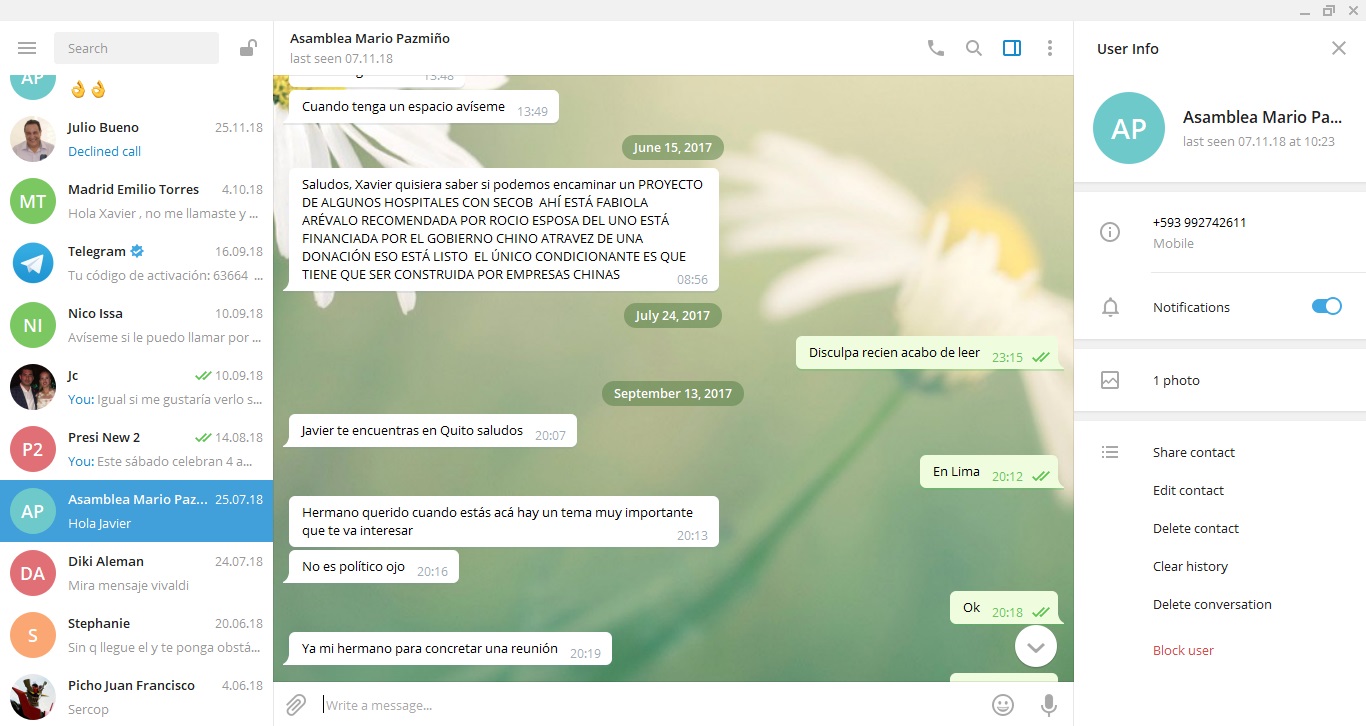 Search
AP
👌👌
Julio Bueno 25.11.18
Declined call
MT
Madrid Emilio Torres 4.10.18
Hola Xavier , no me llamaste y ...
Telegram 16.09.18
Tu código de activación: 63664 ...
NI
Nico Issa 10.09.18
Avíseme si le puedo llamar por ...
Jc 10.09.18
You: Igual si me gustaría verlo s...
P2
Presi New 2 14.08.18
You: Este sábado celebran 4 a...
AP
Asamblea Mario Paz... 25.07.18
Hola Javier
DA
Diki Aleman 24.07.18
Mira mensaje vivaldi
S
Stephanie 20.06.18
Sin q llegue el y te ponga obstá...
Picho Juan Francisco 4.06.18
Sercop
Asamblea Mario Pazmiño
last seen 07.11.18
13:48
Cuando tenga un espacio avíseme 13:49
June 15, 2017
Saludos, Xavier quisiera saber si podemos encaminar un PROYECTO
DE ALGUNOS HOSPITALES CON SECOB AHÍ ESTÁ FABIOLA
ARÉVALO RECOMENDADA POR ROCIO ESPOSA DEL UNO ESTÁ
FINANCIADA POR EL GOBIERNO CHINO ATRAVEZ DE UNA
DONACIÓN ESO ESTÁ LISTO EL ÚNICO CONDICIONANTE ES QUE
TIENE QUE SER CONSTRUIDA POR EMPRESAS CHINAS 08:56
July 24, 2017
Disculpa recien acabo de leer 23:15
September 13, 2017
Javier te encuentras en Quito saludos 20:07
En Lima 20:12
Hermano querido cuando estás acá hay un tema muy importante
que te va interesar 20:13
No es político ojo 20:16
Ok 20:18
Ya mi hermano para concretar una reunión 20:19
Write a message...
User Info
AP
Asamblea Mario Pa...
last seen 07.11.18 at 10:23
+593 992742611
Mobile
Notifications
1 photo
Share contact
Edit contact
Delete contact
Clear history
Delete conversation
Block user